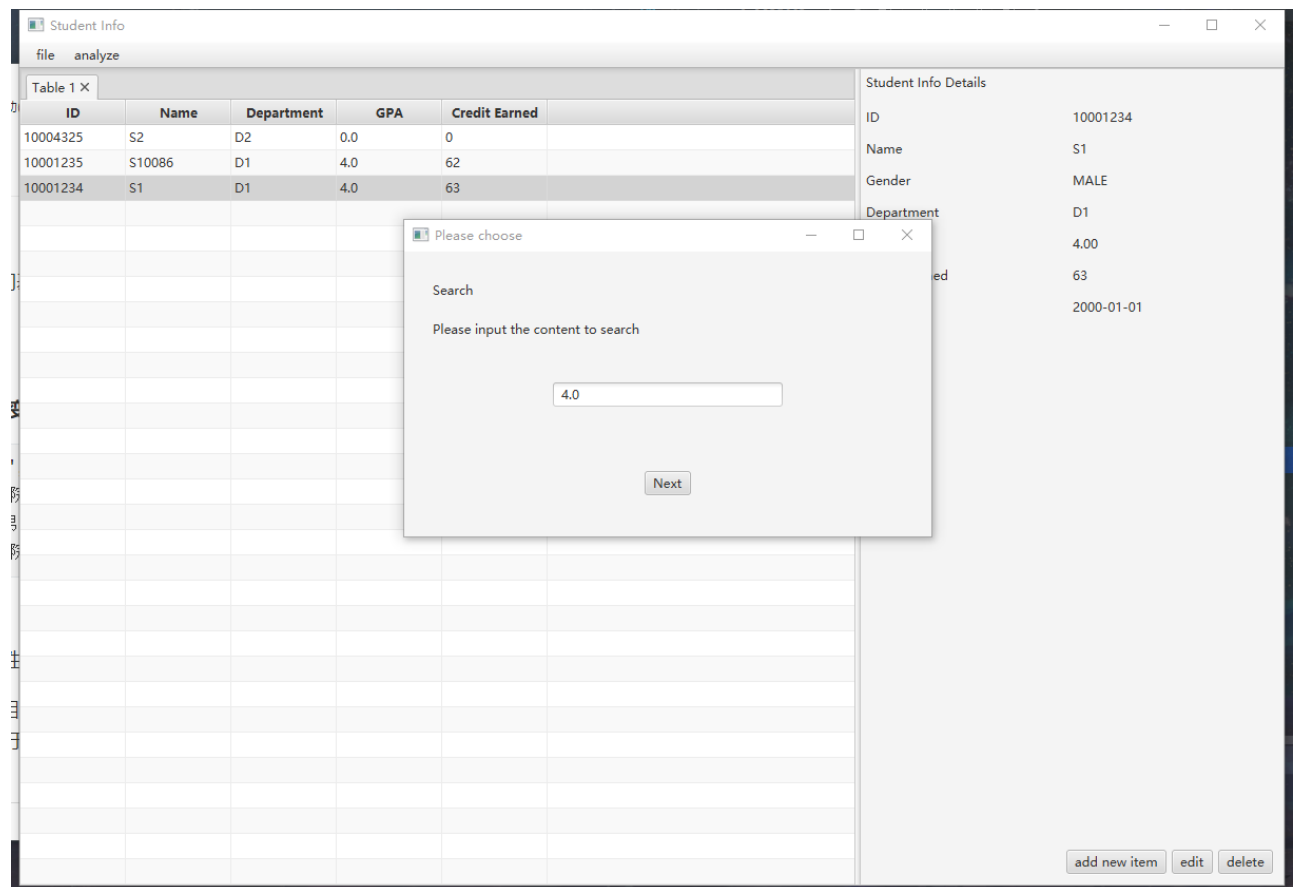 Student Info
file analyze
Table 1
ID Name Department GPA Credit Earned
10004325 S2 D2 0.0 0
10001235 S10086 D1 4.0 62
10001234 S1 D1 4.0 63
Student Info Details
ID 10001234
Name S1
Gender MALE
Department D1
4.00
ed 63
2000-01-01
Please choose
Search
Please input the content to search
4.0
Next
add new item edit delete